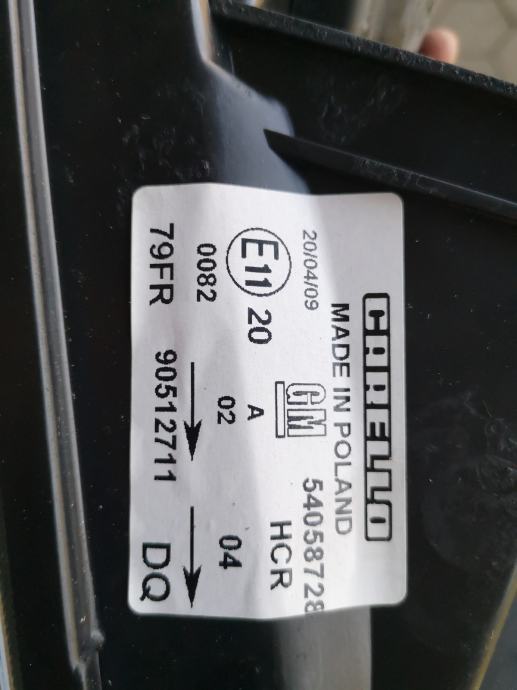 CARELLO
MADE IN POLAND
20/04/09 GM 54058728
E11 20 A HCR
0082 02 04
79FR 90512711 DQ